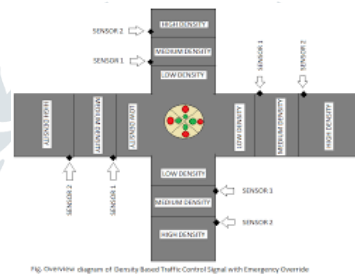 HIGH DENSITY
SENSOR 2
MEDIUM DENSITY
SENSOR 1
LOW DENSITY
SENSOR 1
SENSOR 2
HIGH DENSITY
MEDIUM DENSITY
LOW DENSITY
LOW DENSITY
MEDIUM DENSITY
HIGH DENSITY
SENSOR 2
SENSOR 1
LOW DENSITY
SENSOR 1
MEDIUM DENSITY
SENSOR 2
HIGH DENSITY
Fig. Overview diagram of Density Based Traffic Control Signal with Emergency Override